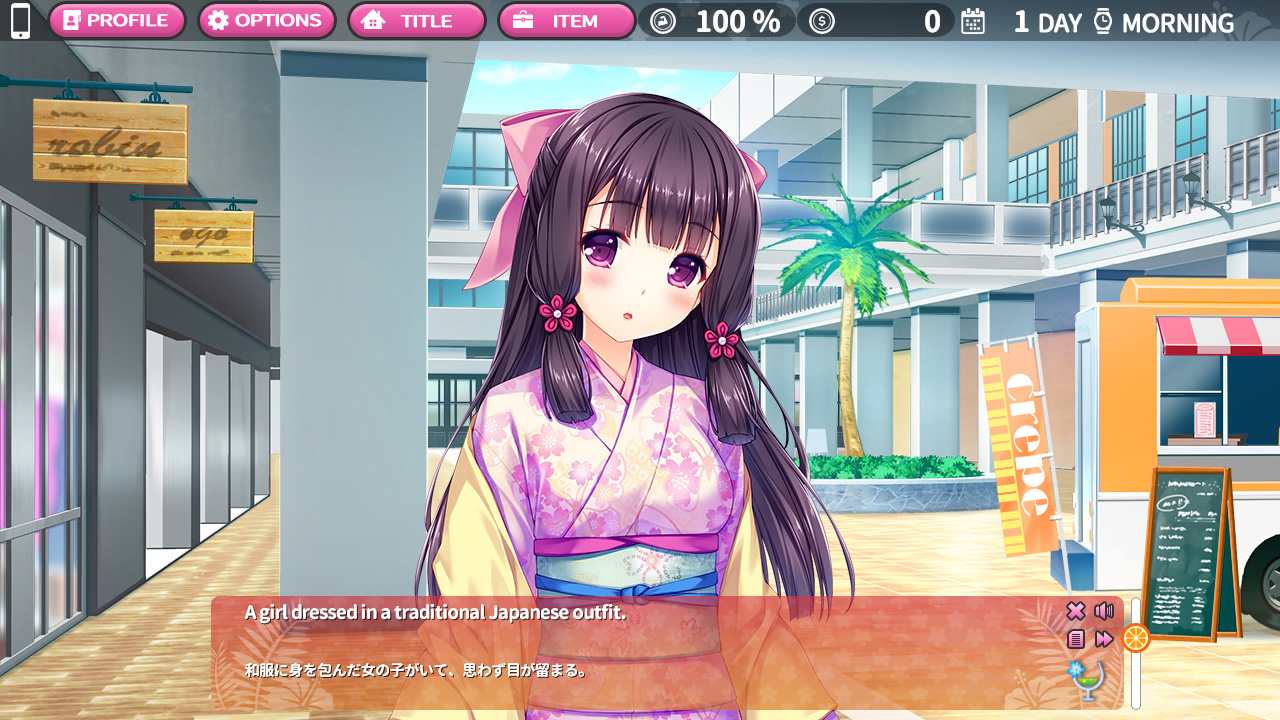 PROFILE
OPTIONS
TITLE
ITEM
100 %
0
1 DAY
MORNING
robin
ogo
crepe
A girl dressed in a traditional Japanese outfit.
和服に身を包んだ女の子がいて、思わず目が留まる。